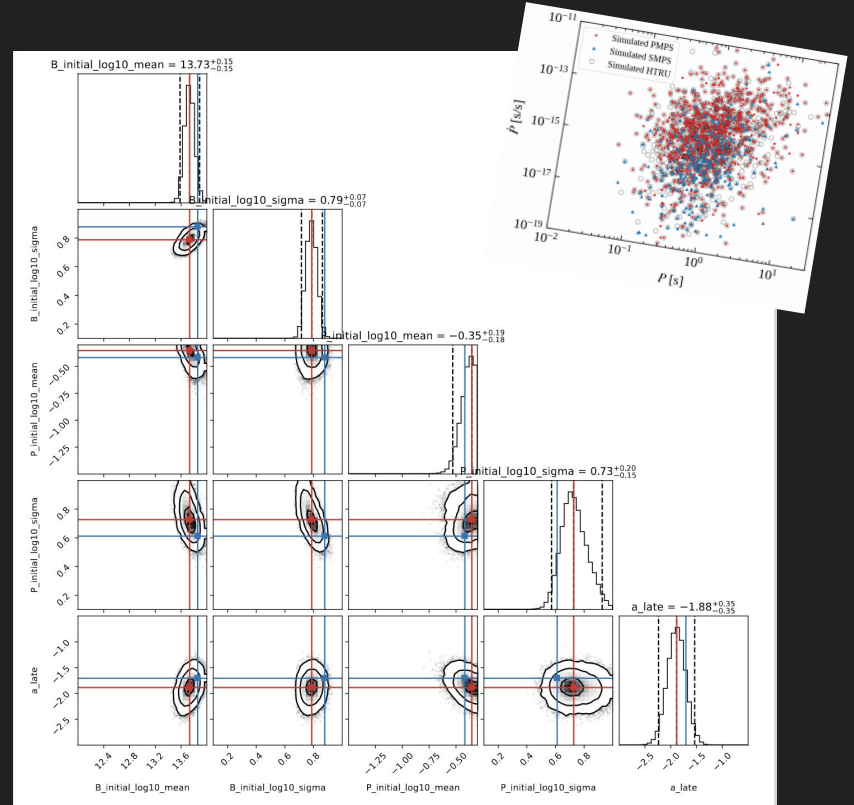 B_initial_log10_mean = 13.73+0.15−0.15
B_initial_log10_sigma = 0.79+0.07−0.07
_initial_log10_mean = −0.35+0.19−0.18
P_initial_log10_sigma = 0.73+0.20−0.15
a_late = −1.88+0.35−0.35
B_initial_log10_sigma
0.8
0.6
0.4
0.2
P_initial_log10_mean
−0.50
−0.75
−1.00
−1.25
P_initial_log10_sigma
0.8
0.6
0.4
0.2
a_late
−1.0
−1.5
−2.0
−2.5
12.4 12.8 13.2 13.6
0.2 0.4 0.6 0.8
−1.25 −1.00 −0.75 −0.50
0.2 0.4 0.6 0.8
−2.5 −2.0 −1.5 −1.0
B_initial_log10_mean
B_initial_log10_sigma
P_initial_log10_mean
P_initial_log10_sigma
a_late
Simulated PMPS
Simulated SMPS
Simulated HTRU
10−11
10−13
10−15
10−17
10−19
Ṗ [s/s]
10−2 10−1 100 101
P [s]